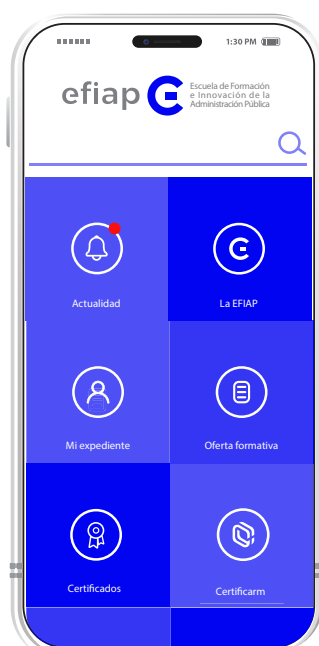 1:30 PM
efiap
Escuela de Formación
e Innovación de la
Administración Pública
Actualidad
La EFIAP
Mi expediente
Oferta formativa
Certificados
Certificarm